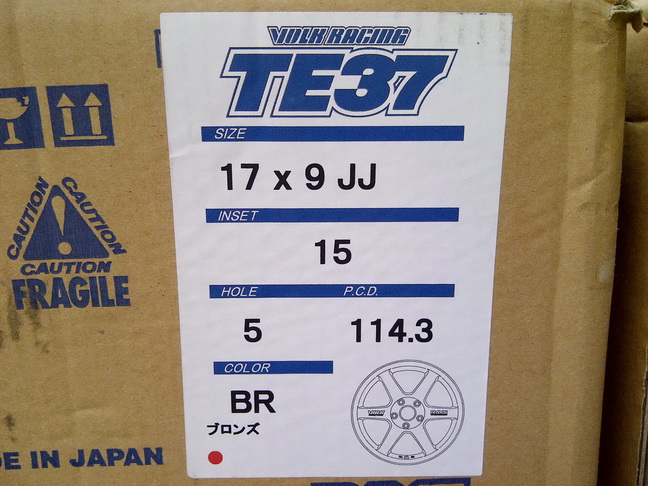 VOLK RACING
TE37
SIZE
17 x 9 JJ
INSET
15
HOLE P.C.D.
5 114.3
COLOR
BR
ブロンズ
CAUTION CAUTION
CAUTION
FRAGILE
E IN JAPAN